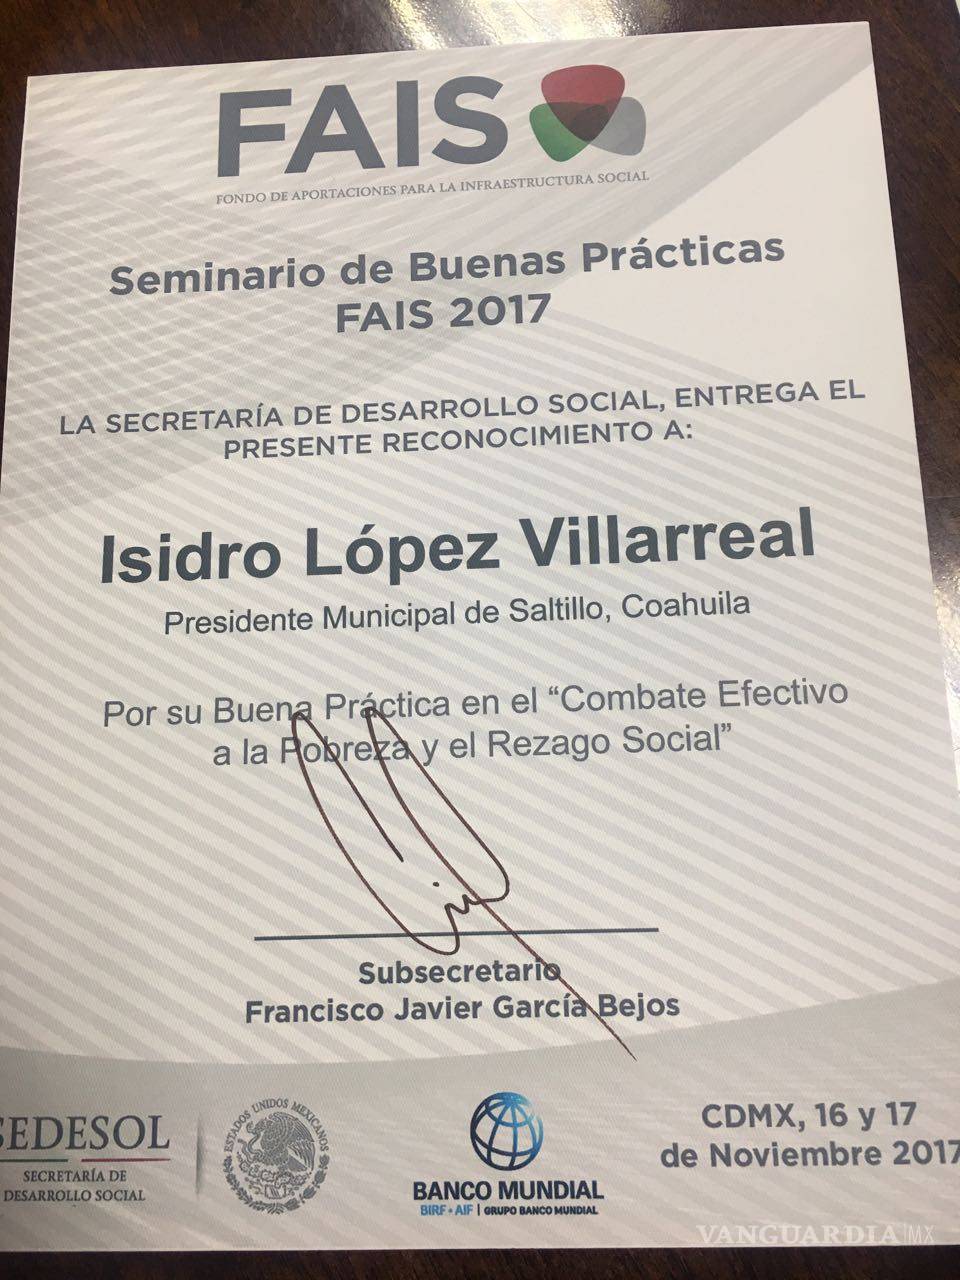 FAIS
FONDO DE APORTACIONES PARA LA INFRAESTRUCTURA SOCIAL
Seminario de Buenas Prácticas
FAIS 2017
LA SECRETARÍA DE DESARROLLO SOCIAL, ENTREGA EL
PRESENTE RECONOCIMIENTO A:
Isidro López Villarreal
Presidente Municipal de Saltillo, Coahuila
Por su Buena Práctica en el “Combate Efectivo
a la Pobreza y el Rezago Social”
Subsecretario
Francisco Javier García Bejos
SEDESOL
SECRETARÍA DE
DESARROLLO SOCIAL
ESTADOS UNIDOS MEXICANOS
BANCO MUNDIAL
BIRF • AIF | GRUPO BANCO MUNDIAL
CDMX, 16 y 17
de Noviembre 2017
VANGUARDIA|MX